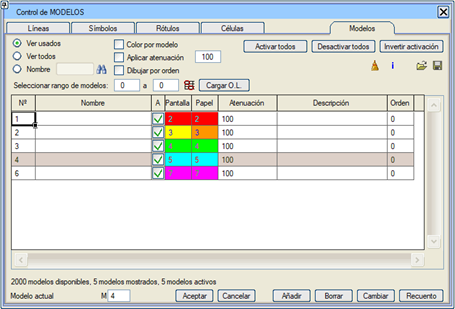 Control de MODELOS
Líneas Símbolos Rótulos Células Modelos
Ver usados Color por modelo Activar todos Desactivar todos Invertir activación
Ver todos Aplicar atenuación 100
Nombre Dibujar por orden
Seleccionar rango de modelos: 0 a 0 Cargar O.L.
Nº Nombre A Pantalla Papel Atenuación Descripción Orden
1 2 2 100 0
2 3 3 100 0
3 4 4 100 0
4 5 5 100 0
6 7 7 100 0
2000 modelos disponibles, 5 modelos mostrados, 5 modelos activos
Modelo actual M 4 Aceptar Cancelar Añadir Borrar Cambiar Recuento